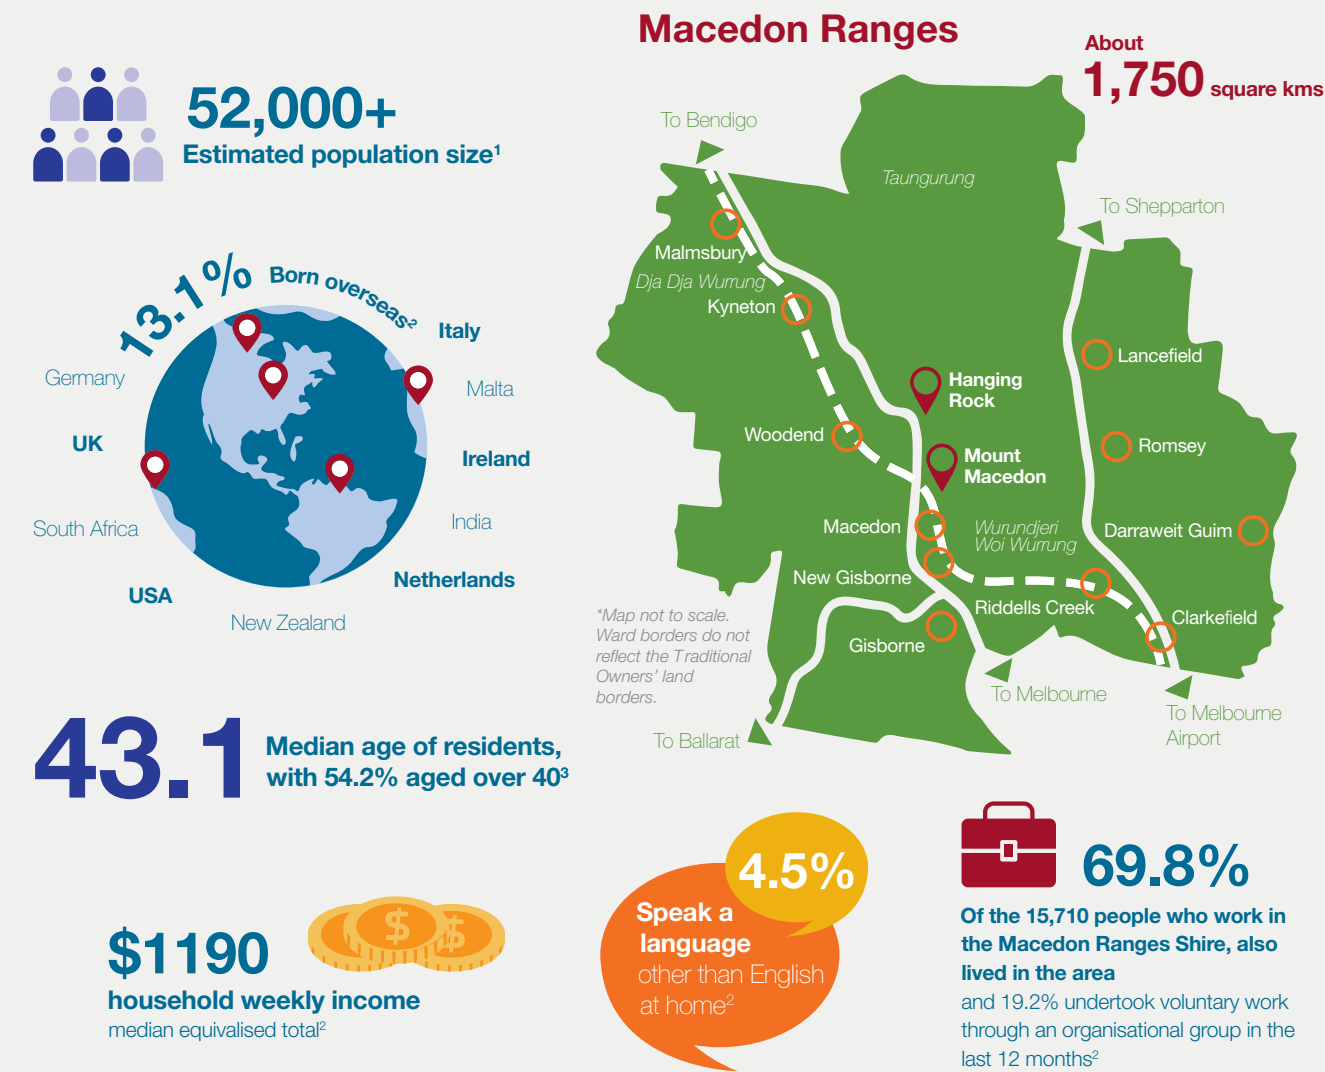 Macedon Ranges
About
1,750 square kms
52,000+
Estimated population size¹
13.1%
Born overseas²
Italy
Germany
Malta
UK
Ireland
South Africa
India
USA
Netherlands
New Zealand
To Bendigo
Taungurung
To Shepparton
Malmsbury
Dja Dja Wurrung
Kyneton
Lancefield
Hanging
Rock
Woodend
Romsey
Mount
Macedon
Macedon
Wurundjeri
Woi Wurrung
Darraweit Guim
New Gisborne
Riddells Creek
Clarkefield
Gisborne
*Map not to scale.
Ward borders do not
reflect the Traditional
Owners' land
borders.
To Melbourne
To Melbourne
Airport
To Ballarat
43.1
Median age of residents,
with 54.2% aged over 40³
$1190
household weekly income
median equivalised total²
$
$
4.5%
Speak a
language
other than English
at home²
69.8%
Of the 15,710 people who work in
the Macedon Ranges Shire, also
lived in the area
and 19.2% undertook voluntary work
through an organisational group in the
last 12 months²